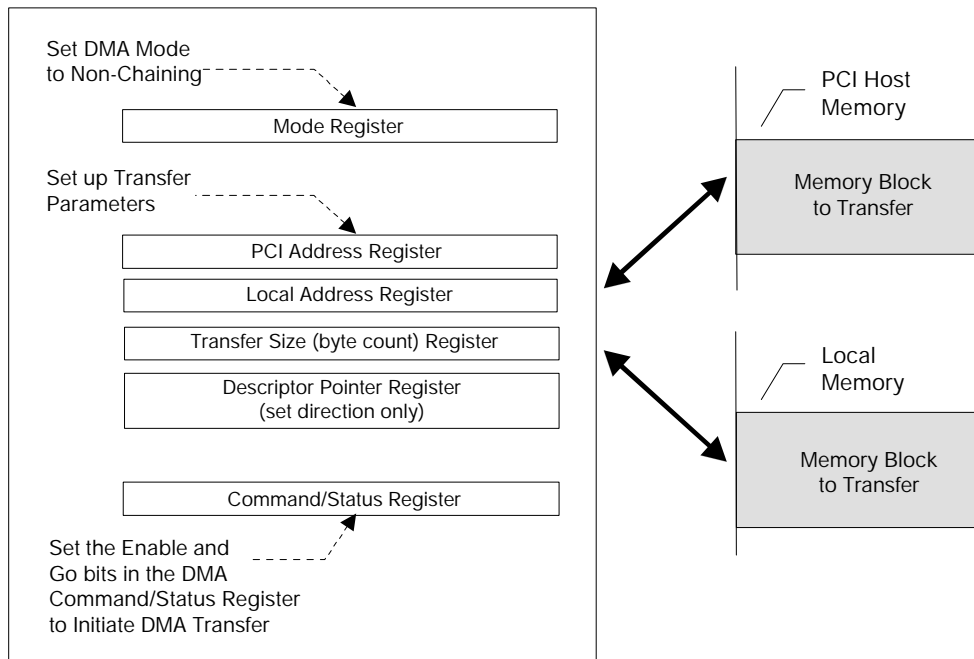 Set DMA Mode
to Non-Chaining
Mode Register
Set up Transfer
Parameters
PCI Address Register
Local Address Register
Transfer Size (byte count) Register
Descriptor Pointer Register
(set direction only)
Command/Status Register
Set the Enable and
Go bits in the DMA
Command/Status Register
to Initiate DMA Transfer
PCI Host
Memory
Memory Block
to Transfer
Local
Memory
Memory Block
to Transfer